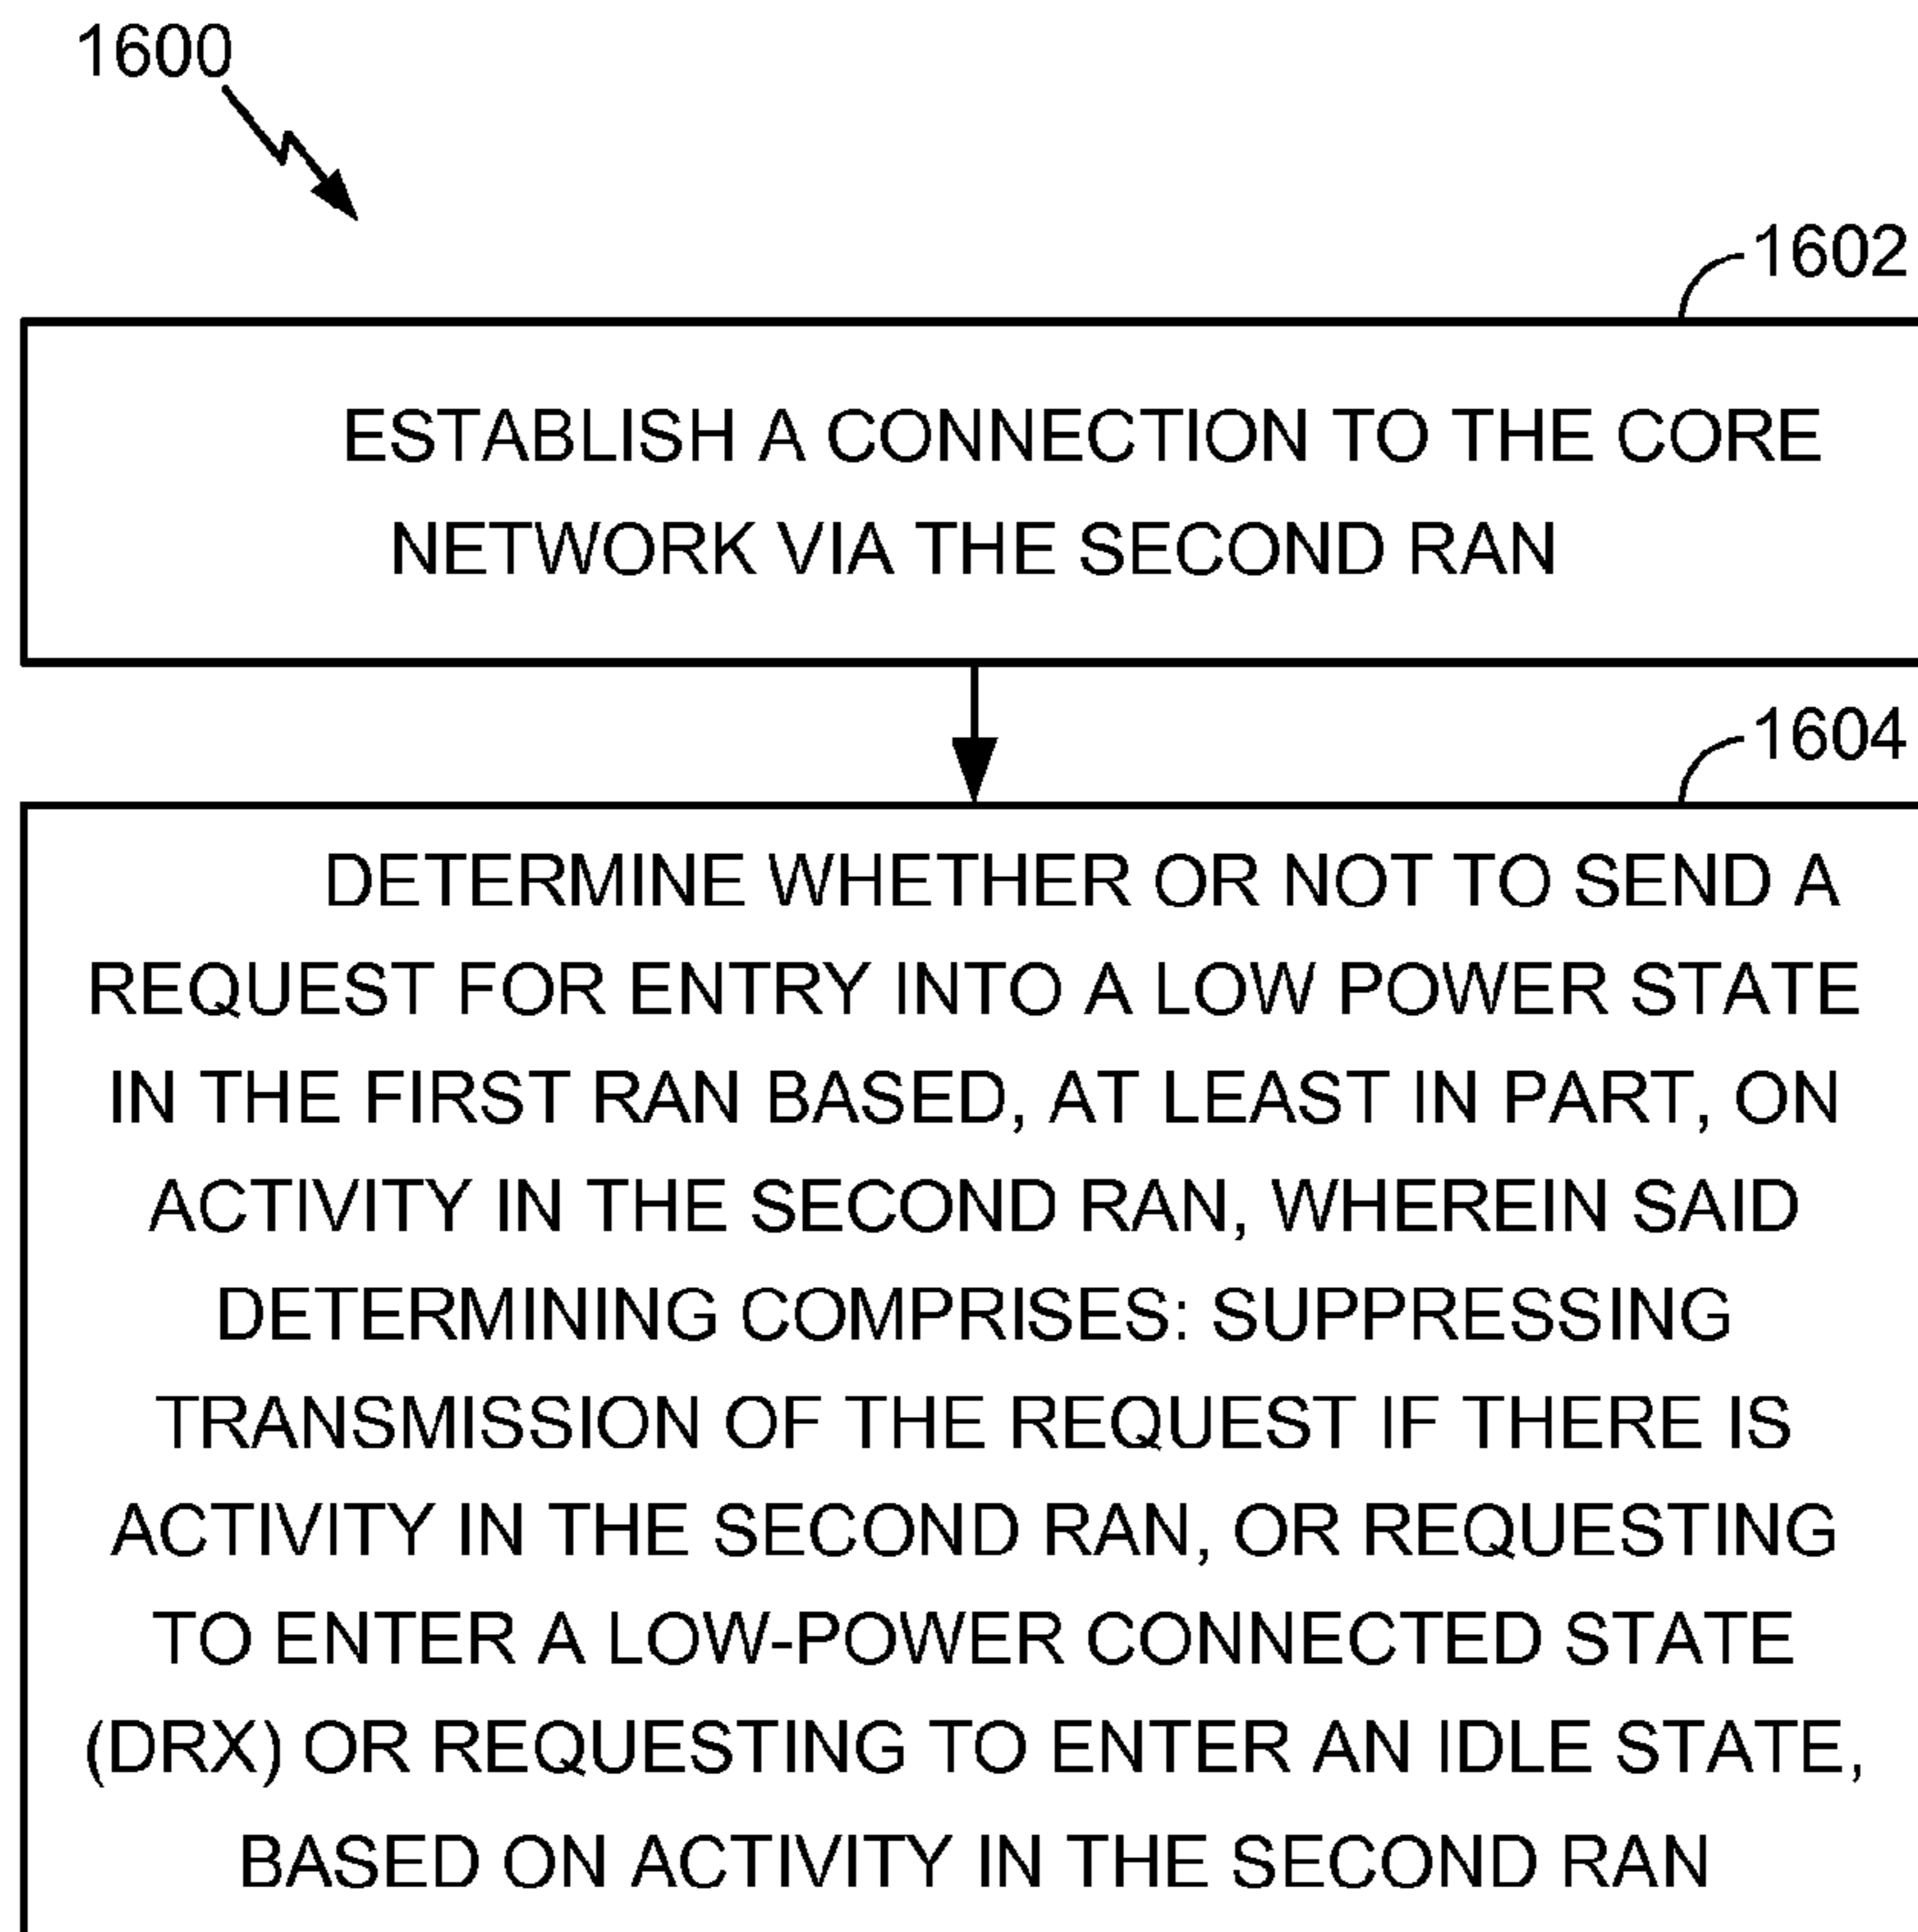 1600
1602
ESTABLISH A CONNECTION TO THE CORE
NETWORK VIA THE SECOND RAN
1604
DETERMINE WHETHER OR NOT TO SEND A
REQUEST FOR ENTRY INTO A LOW POWER STATE
IN THE FIRST RAN BASED, AT LEAST IN PART, ON
ACTIVITY IN THE SECOND RAN, WHEREIN SAID
DETERMINING COMPRISES: SUPPRESSING
TRANSMISSION OF THE REQUEST IF THERE IS
ACTIVITY IN THE SECOND RAN, OR REQUESTING
TO ENTER A LOW-POWER CONNECTED STATE
(DRX) OR REQUESTING TO ENTER AN IDLE STATE,
BASED ON ACTIVITY IN THE SECOND RAN